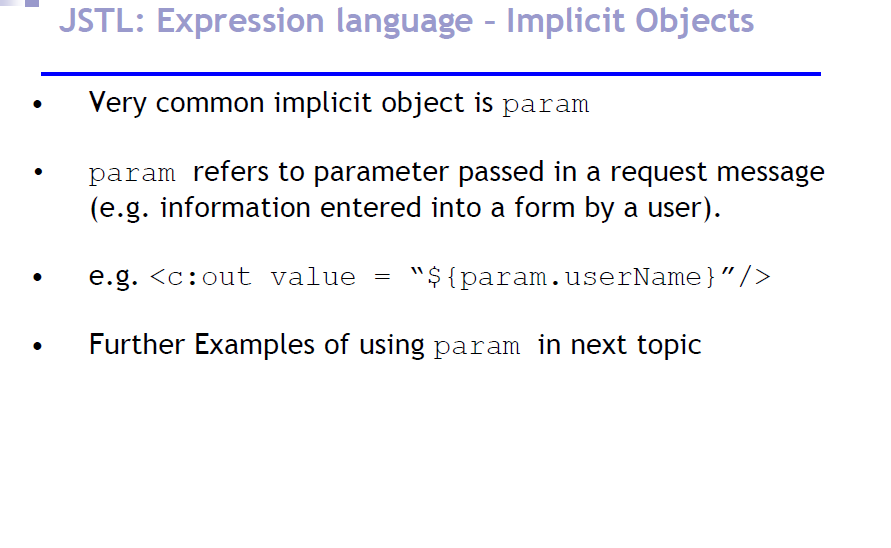 JSTL: Expression language – Implicit Objects
• Very common implicit object is param
• param refers to parameter passed in a request message
(e.g. information entered into a form by a user).
• e.g. <c:out value = “${param.userName}”/>
• Further Examples of using param in next topic